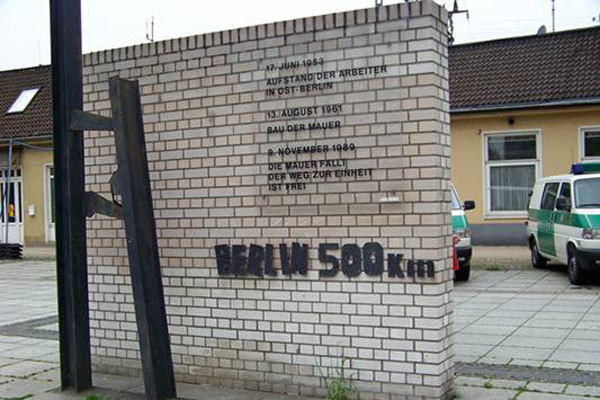 17. JUNI 1953
AUFSTAND DER ARBEITER
IN OST-BERLIN
13. AUGUST 1961
BAU DER MAUER
9. NOVEMBER 1989
DIE MAUER FÄLLT
DER WEG ZUR EINHEIT
IST FREI
BERLIN 500 Km